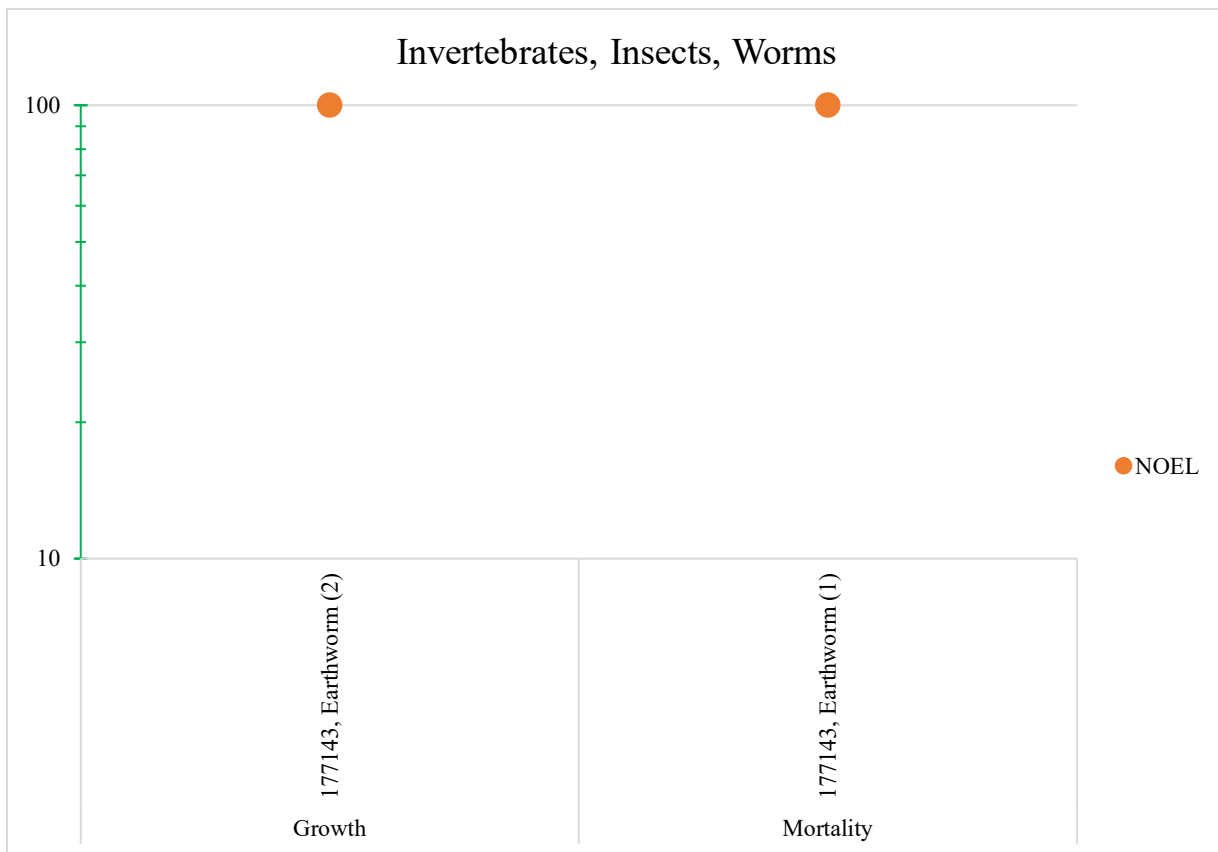 Invertebrates, Insects, Worms
100
10
NOEL
177143, Earthworm (2)
177143, Earthworm (1)
Growth
Mortality